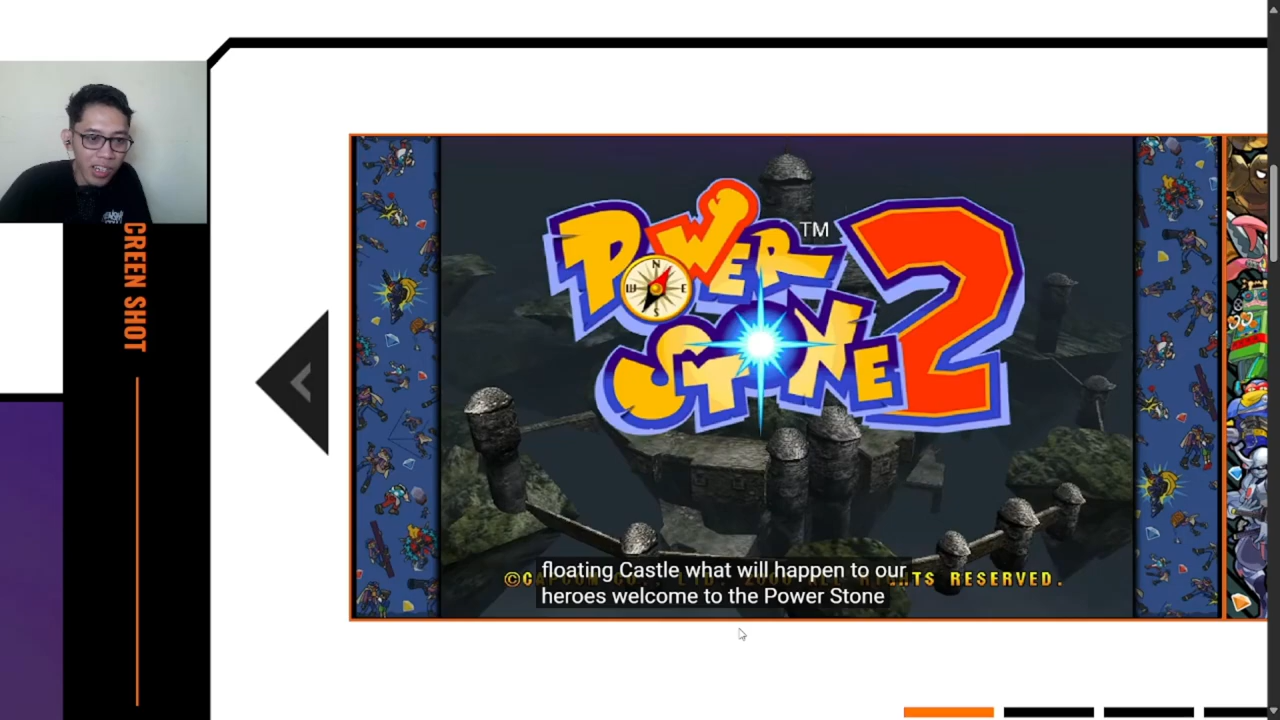 CREEN SHOT
POWER
STONE
2
TM
N
W E
S
floating Castle what will happen to our
heroes welcome to the Power Stone
©C
TS RESERVED.